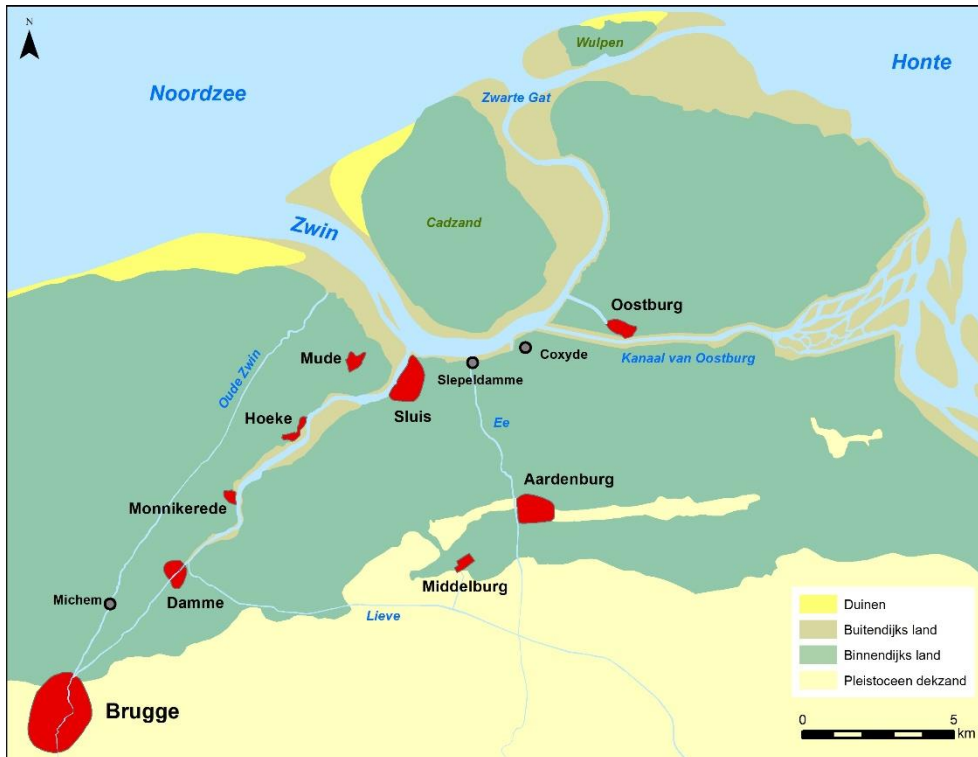 N
Wulpen
Honte
Noordzee
Zwarte Gat
Zwin
Cadzand
Oostburg
Mude
Coxyde
Kanaal van Oostburg
Slepeldamme
Oude Zwin
Hoeke
Sluis
Ee
Aardenburg
Monnikerede
Middelburg
Michem
Damme
Lieve
Brugge
Duinen
Buitendijks land
Binnendijks land
Pleistoceen dekzand
0 5
km